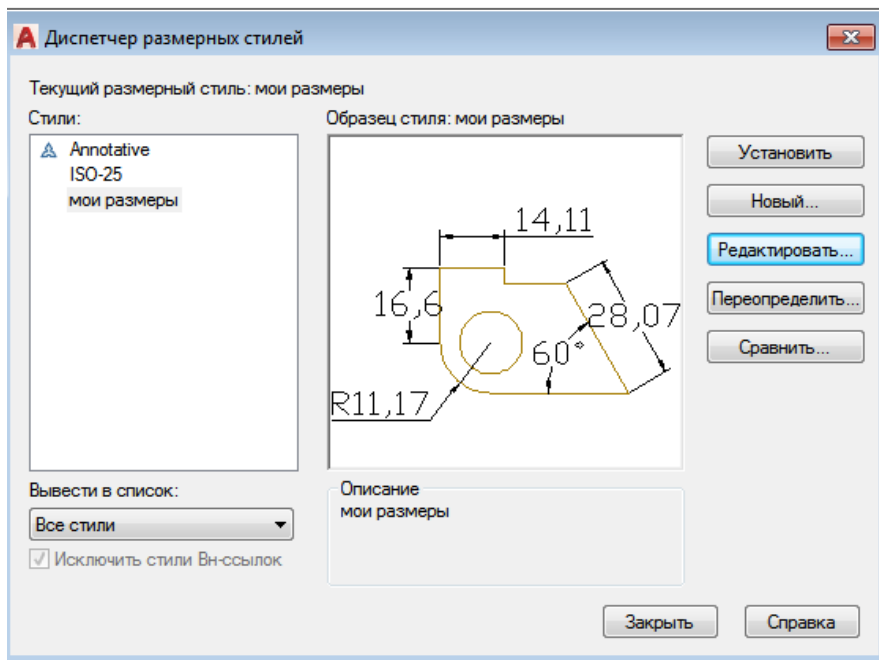 Диспетчер размерных стилей
Текущий размерный стиль: мои размеры
Стили:
Образец стиля: мои размеры
Annotative
ISO-25
мои размеры
14,11
16,6
28,07
60°
R11,17
Установить
Новый...
Редактировать...
Переопределить...
Сравнить...
Вывести в список:
Все стили
Исключить стили Вн-ссылок
Описание
мои размеры
Закрыть
Справка